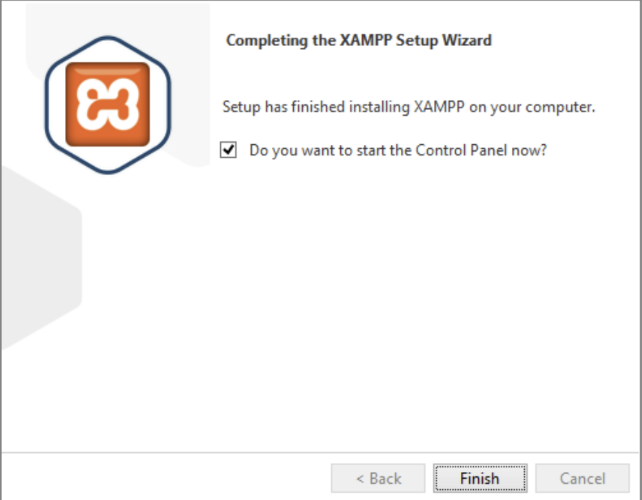 Completing the XAMPP Setup Wizard
Setup has finished installing XAMPP on your computer.
Do you want to start the Control Panel now?
< Back
Finish
Cancel